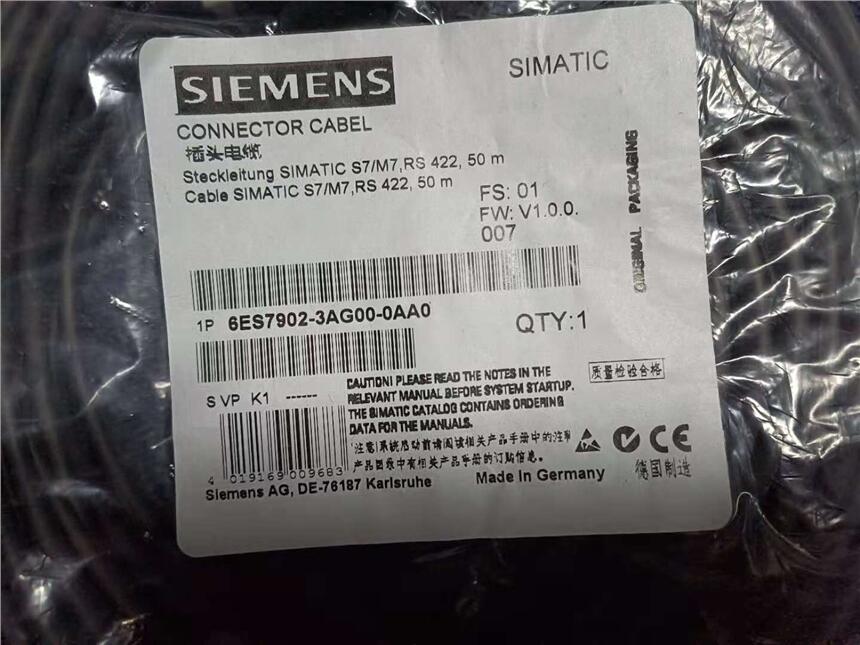 SIEMENS
SIMATIC
CONNECTOR CABEL
插头电缆
Steckleitung SIMATIC S7/M7,RS 422, 50 m
Cable SIMATIC S7/M7,RS 422, 50 m
FS: 01
FW: V1.0.0.
007
ORIGINAL PACKAGING
1P 6ES7902-3AG00-0AA0
QTY:1
S VP K1 ------
CAUTION! PLEASE READ THE NOTES IN THE
RELEVANT MANUAL BEFORE SYSTEM STARTUP.
THE SIMATIC CATALOG CONTAINS ORDERING
DATA FOR THE MANUALS.
质量检验合格
注意!系统启动前请阅读相关产品手册中的注
产品目录中有相关产品手册的订购信息。
4 019169 009683
CE
Siemens AG, DE-76187 Karlsruhe
Made in Germany
德国制造